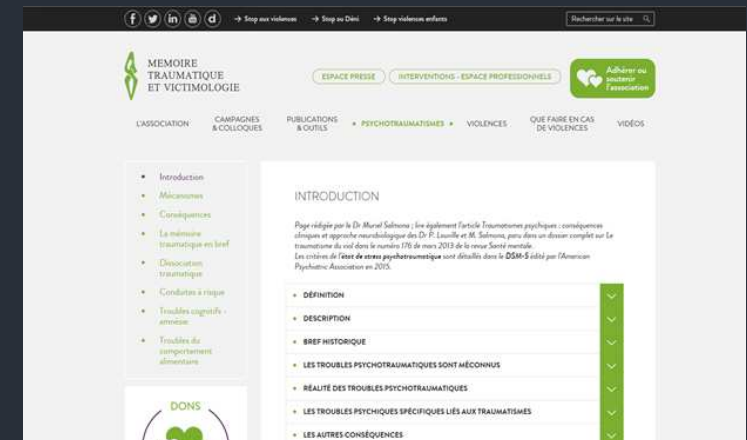 → Stop aux violences → Stop au Déni → Stop violences enfants
Rechercher sur le site
MEMOIRE
TRAUMATIQUE
ET VICTIMOLOGIE
ESPACE PRESSE
INTERVENTIONS - ESPACE PROFESSIONNELS
Adhérer ou
soutenir
l'association
L'ASSOCIATION
CAMPAGNES
& COLLOQUES
PUBLICATIONS
& OUTILS
PSYCHOTRAUMATISMES
VIOLENCES
QUE FAIRE EN CAS
DE VIOLENCES
VIDÉOS
Introduction
Mécanismes
Conséquences
La mémoire
traumatique en bref
Dissociation
traumatique
Conduites à risque
Troubles cognitifs -
amnésie
Troubles du
comportement
alimentaire
DONS
INTRODUCTION
Page rédigée par le Dr Muriel Salmona ; lire également l'article Traumatismes psychiques : conséquences
cliniques et approche neurobiologique des Dr P. Louville et M. Salmona, paru dans un dossier complet sur Le
traumatisme du viol dans le numéro 176 de mars 2013 de la revue Santé mentale.
Les critères de l'état de stress psychotraumatique sont détaillés dans le DSM-5 édité par l'American
Psychiatric Association en 2015.
DÉFINITION
DESCRIPTION
BREF HISTORIQUE
LES TROUBLES PSYCHOTRAUMATIQUES SONT MÉCONNUS
RÉALITÉ DES TROUBLES PSYCHOTRAUMATIQUES
LES TROUBLES PSYCHIQUES SPÉCIFIQUES LIÉS AUX TRAUMATISMES
LES AUTRES CONSÉQUENCES